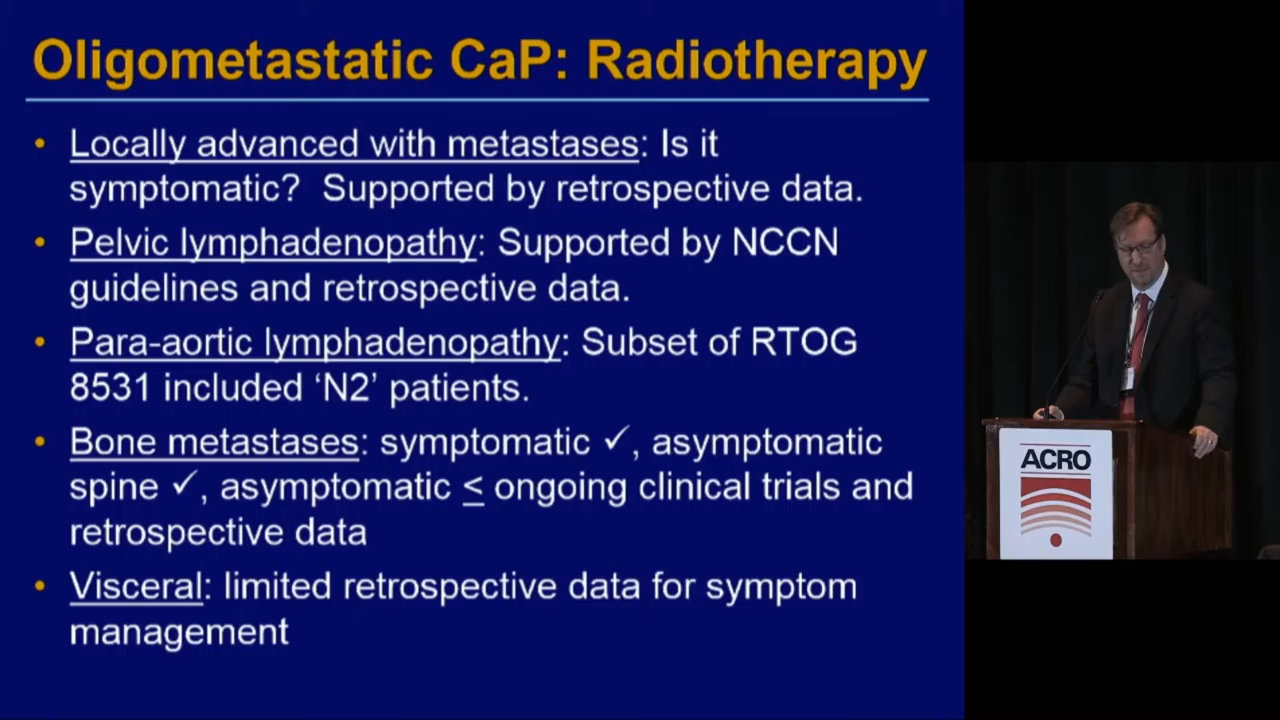 Oligometastatic CaP: Radiotherapy
• Locally advanced with metastases: Is it
symptomatic? Supported by retrospective data.
• Pelvic lymphadenopathy: Supported by NCCN
guidelines and retrospective data.
• Para-aortic lymphadenopathy: Subset of RTOG
8531 included ‘N2’ patients.
• Bone metastases: symptomatic ✓, asymptomatic
spine ✓, asymptomatic ≤ ongoing clinical trials and
retrospective data
• Visceral: limited retrospective data for symptom
management
ACRO